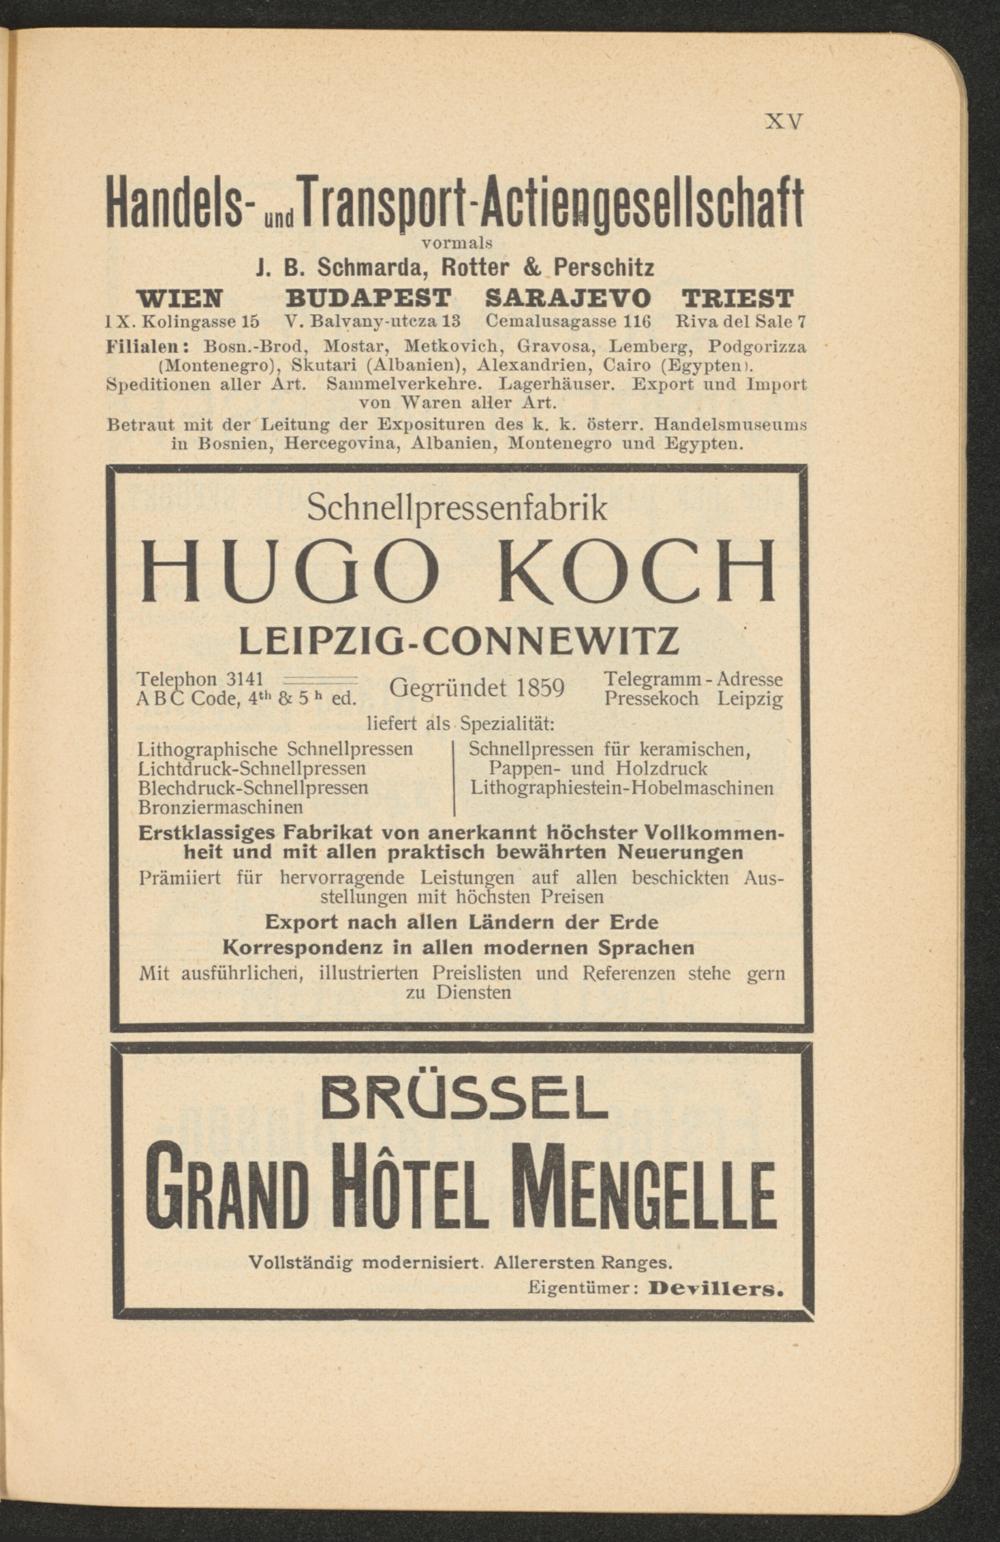 XV
Handels- und Transport-Actiengesellschaft
vormals
J. B. Schmarda, Rotter & Perschitz
WIEN BUDAPEST SARAJEVO TRIEST
IX. Kolingasse 15 V. Balvany-utcza 13 Cemalusagasse 116 Riva del Sale 7
Filialen: Bosn.-Brod, Mostar, Metkovich, Gravosa, Lemberg, Podgorizza
(Montenegro), Skutari (Albanien), Alexandrien, Cairo (Egypten).
Speditionen aller Art. Sammelverkehre. Lagerhäuser. Export und Import
von Waren aller Art.
Betraut mit der Leitung der Exposituren des k. k. österr. Handelsmuseums
in Bosnien, Hercegovina, Albanien, Montenegro und Egypten.
Schnellpressenfabrik
HUGO KOCH
LEIPZIG-CONNEWITZ
Telephon 3141
A B C Code, 4th & 5 h ed.
Gegründet 1859
Telegramm-Adresse
Pressekoch Leipzig
liefert als Spezialität:
Lithographische Schnellpressen
Lichtdruck-Schnellpressen
Blechdruck-Schnellpressen
Bronziermaschinen
Schnellpressen für keramischen,
Pappen- und Holzdruck
Lithographiestein-Hobelmaschinen
Erstklassiges Fabrikat von anerkannt höchster Vollkommen-
heit und mit allen praktisch bewährten Neuerungen
Prämiiert für hervorragende Leistungen auf allen beschickten Aus-
stellungen mit höchsten Preisen
Export nach allen Ländern der Erde
Korrespondenz in allen modernen Sprachen
Mit ausführlichen, illustrierten Preislisten und Referenzen stehe gern
zu Diensten
BRÜSSEL
GRAND HÔTEL MENGELLE
Vollständig modernisiert. Allerersten Ranges.
Eigentümer: Devillers.